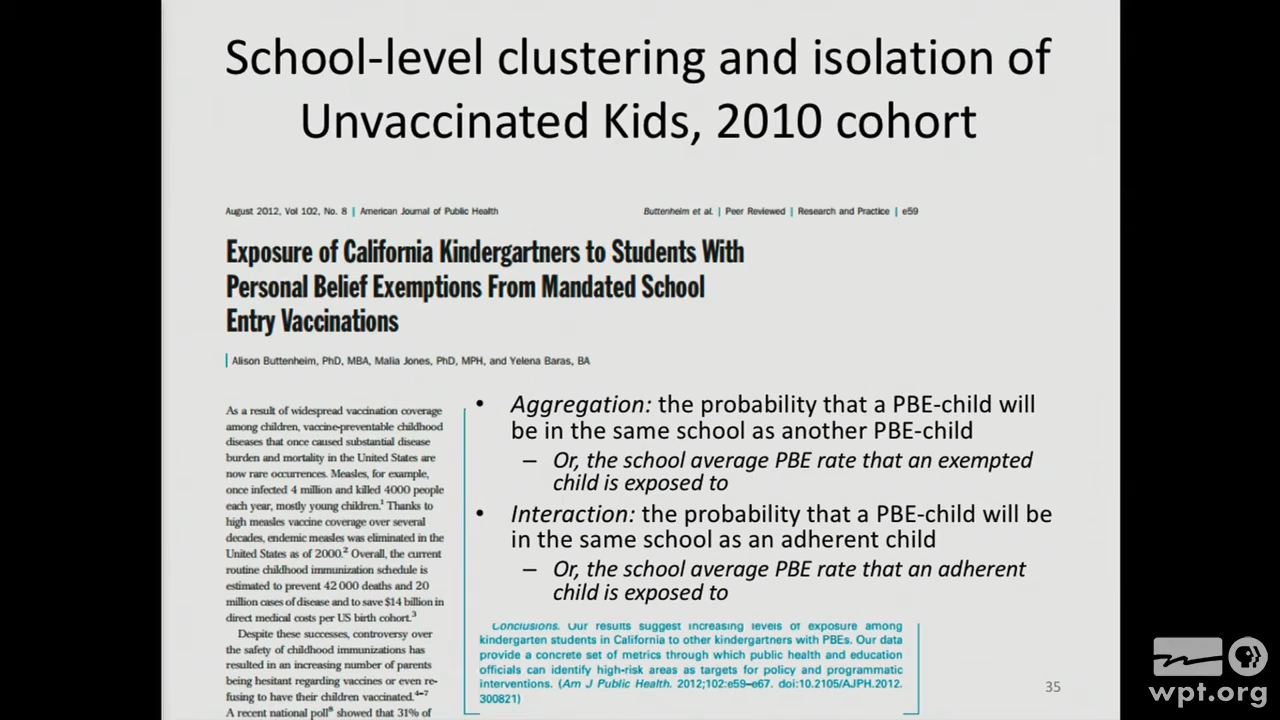 School-level clustering and isolation of
Unvaccinated Kids, 2010 cohort
August 2012, Vol 102, No. 8 | American Journal of Public Health
Buttenheim et al. | Peer Reviewed | Research and Practice | e59
Exposure of California Kindergartners to Students With
Personal Belief Exemptions From Mandated School
Entry Vaccinations
Alison Buttenheim, PhD, MBA, Malia Jones, PhD, MPH, and Yelena Baras, BA
As a result of widespread vaccination coverage
among children, vaccine-preventable childhood
diseases that once caused substantial disease
burden and mortality in the United States are
now rare occurrences. Measles, for example,
once infected 4 million and killed 4000 people
each year, mostly young children.1 Thanks to
high measles vaccine coverage over several
decades, endemic measles was eliminated in the
United States as of 2000.2 Overall, the current
routine childhood immunization schedule is
estimated to prevent 42 000 deaths and 20
million cases of disease and to save $14 billion in
direct medical costs per US birth cohort.3
Despite these successes, controversy over
the safety of childhood immunizations has
resulted in an increasing number of parents
being hesitant regarding vaccines or even re-
fusing to have their children vaccinated.4–7
A recent national poll8 showed that 31% of
• Aggregation: the probability that a PBE-child will
be in the same school as another PBE-child
– Or, the school average PBE rate that an exempted
child is exposed to
• Interaction: the probability that a PBE-child will be
in the same school as an adherent child
– Or, the school average PBE rate that an adherent
child is exposed to
Conclusions. Our results suggest increasing levels of exposure among
kindergarten students in California to other kindergartners with PBEs. Our data
provide a concrete set of metrics through which public health and education
officials can identify high-risk areas as targets for policy and programmatic
interventions. (Am J Public Health. 2012;102:e59–e67. doi:10.2105/AJPH.2012.
300821)
35
wpt.org